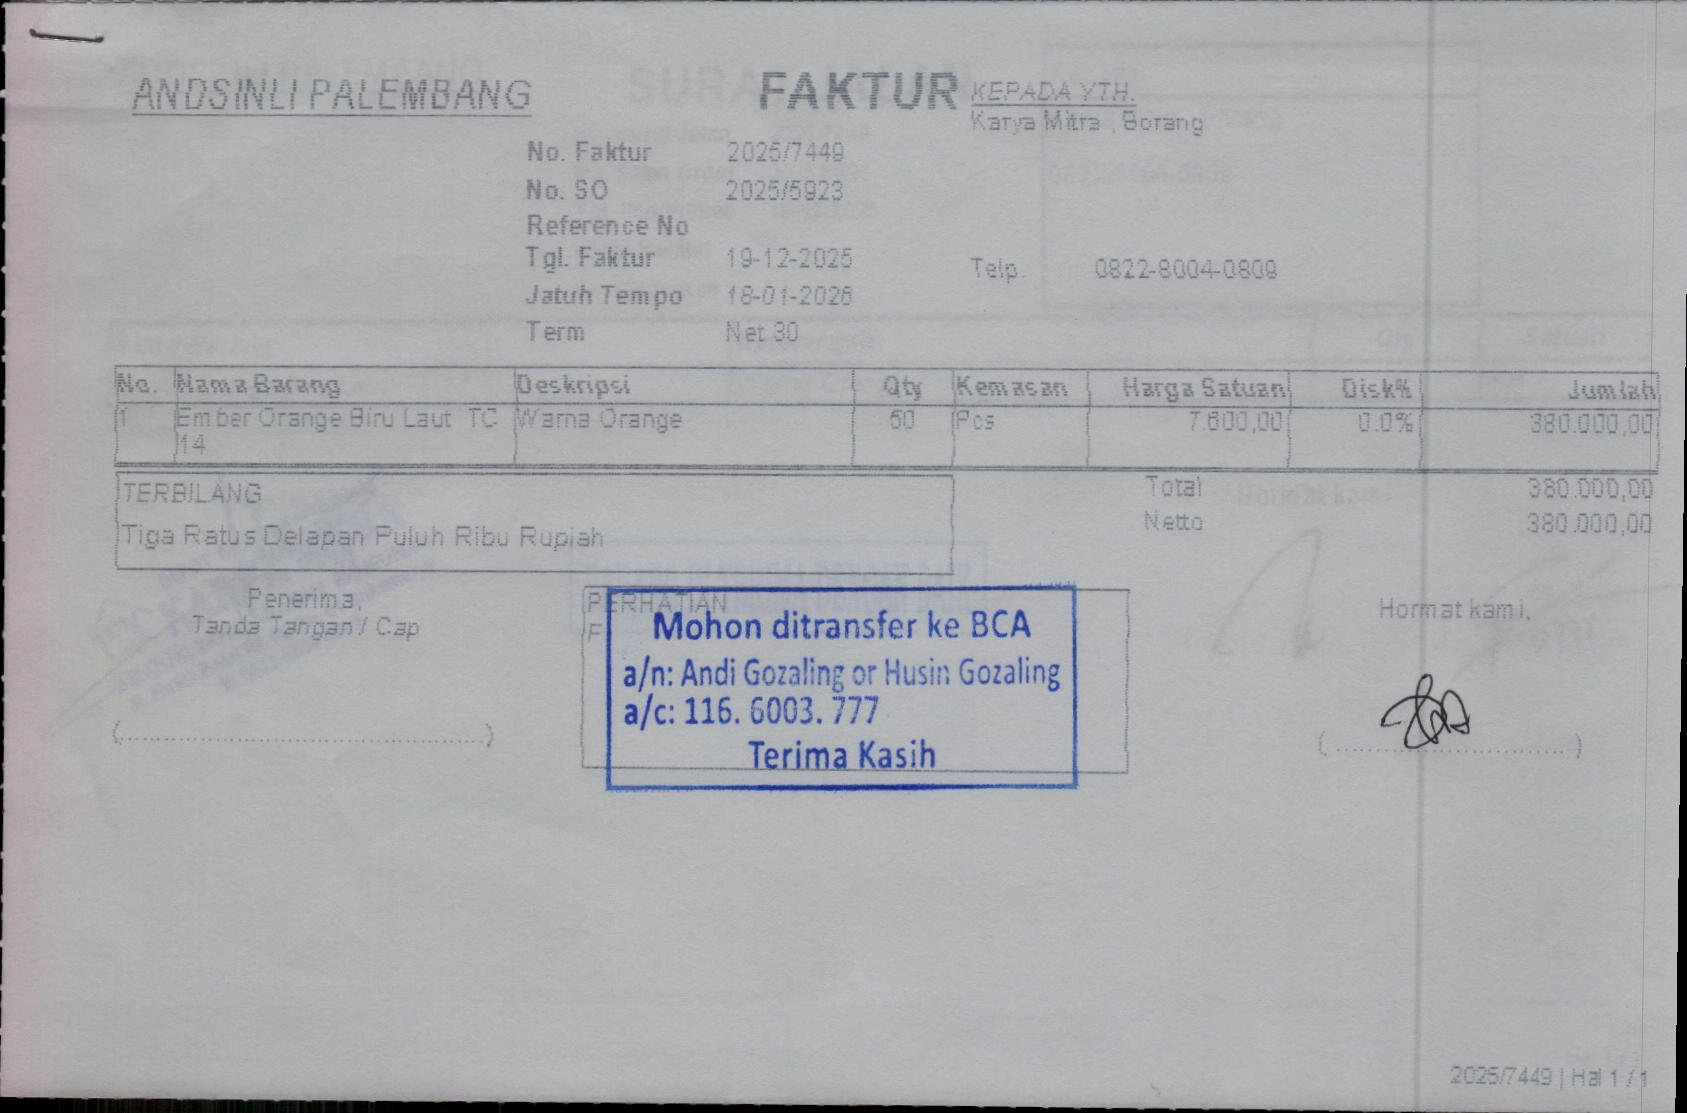 ANDSINLI PALEMBANG
FAKTUR
KEPADA YTH.
Karya Mitra , Borang
No. Faktur 2025/7449
No. SO 2025/5923
Reference No
Tgl. Faktur 19-12-2025
Telp. 0822-8004-0809
Jatuh Tempo 18-01-2026
Term Net 30
No. Nama Barang Deskripsi Qty Kemasan Harga Satuan Disk% Jumlah
1 Ember Orange Biru Laut TC Warna Orange 50 Pcs 7.600,00 0.0% 380.000,00
14
TERBILANG
Tiga Ratus Delapan Puluh Ribu Rupiah
Total 380.000,00
Netto 380.000,00
Penerima,
Tanda Tangan / Cap
(....................................................)
PERHATIAN
Mohon ditransfer ke BCA
a/n: Andi Gozaling or Husin Gozaling
a/c: 116. 6003. 777
Terima Kasih
Hormat kami,
(................................)
2025/7449 | Hal 1 / 1